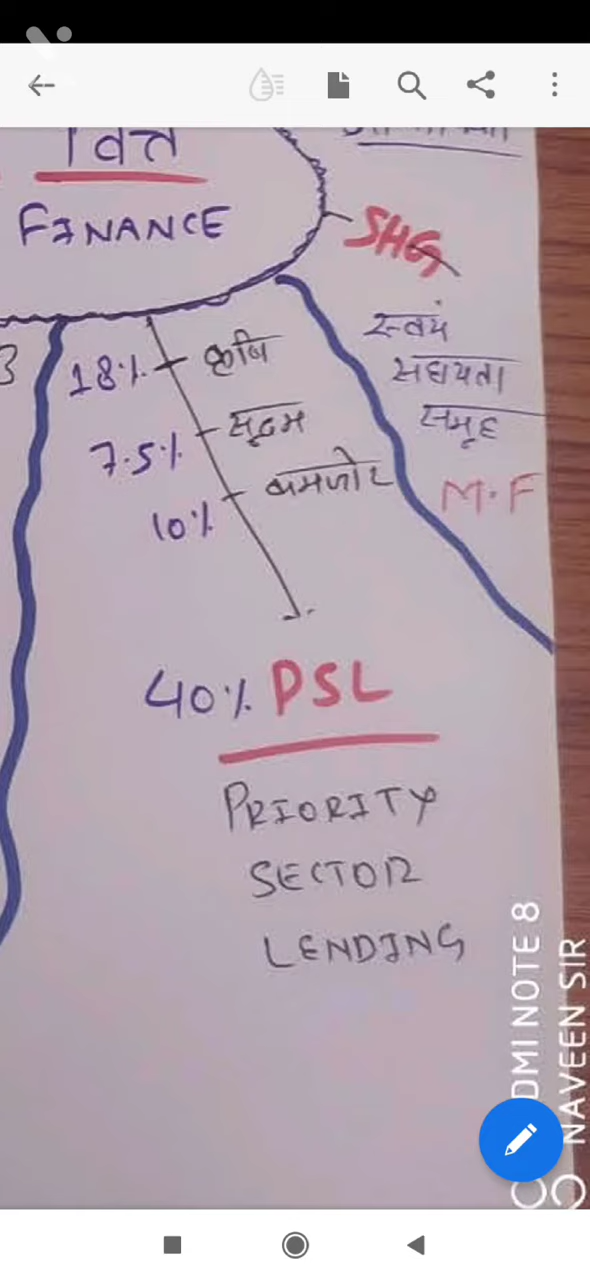 वित्त
FINANCE
SHG
स्वयं
सहायता
समूह
M.F
18% कृषि
7.5% सूक्ष्म
10% कमजोर
40% PSL
PRIORITY
SECTOR
LENDING
DMI NOTE 8
NAVEEN SIR